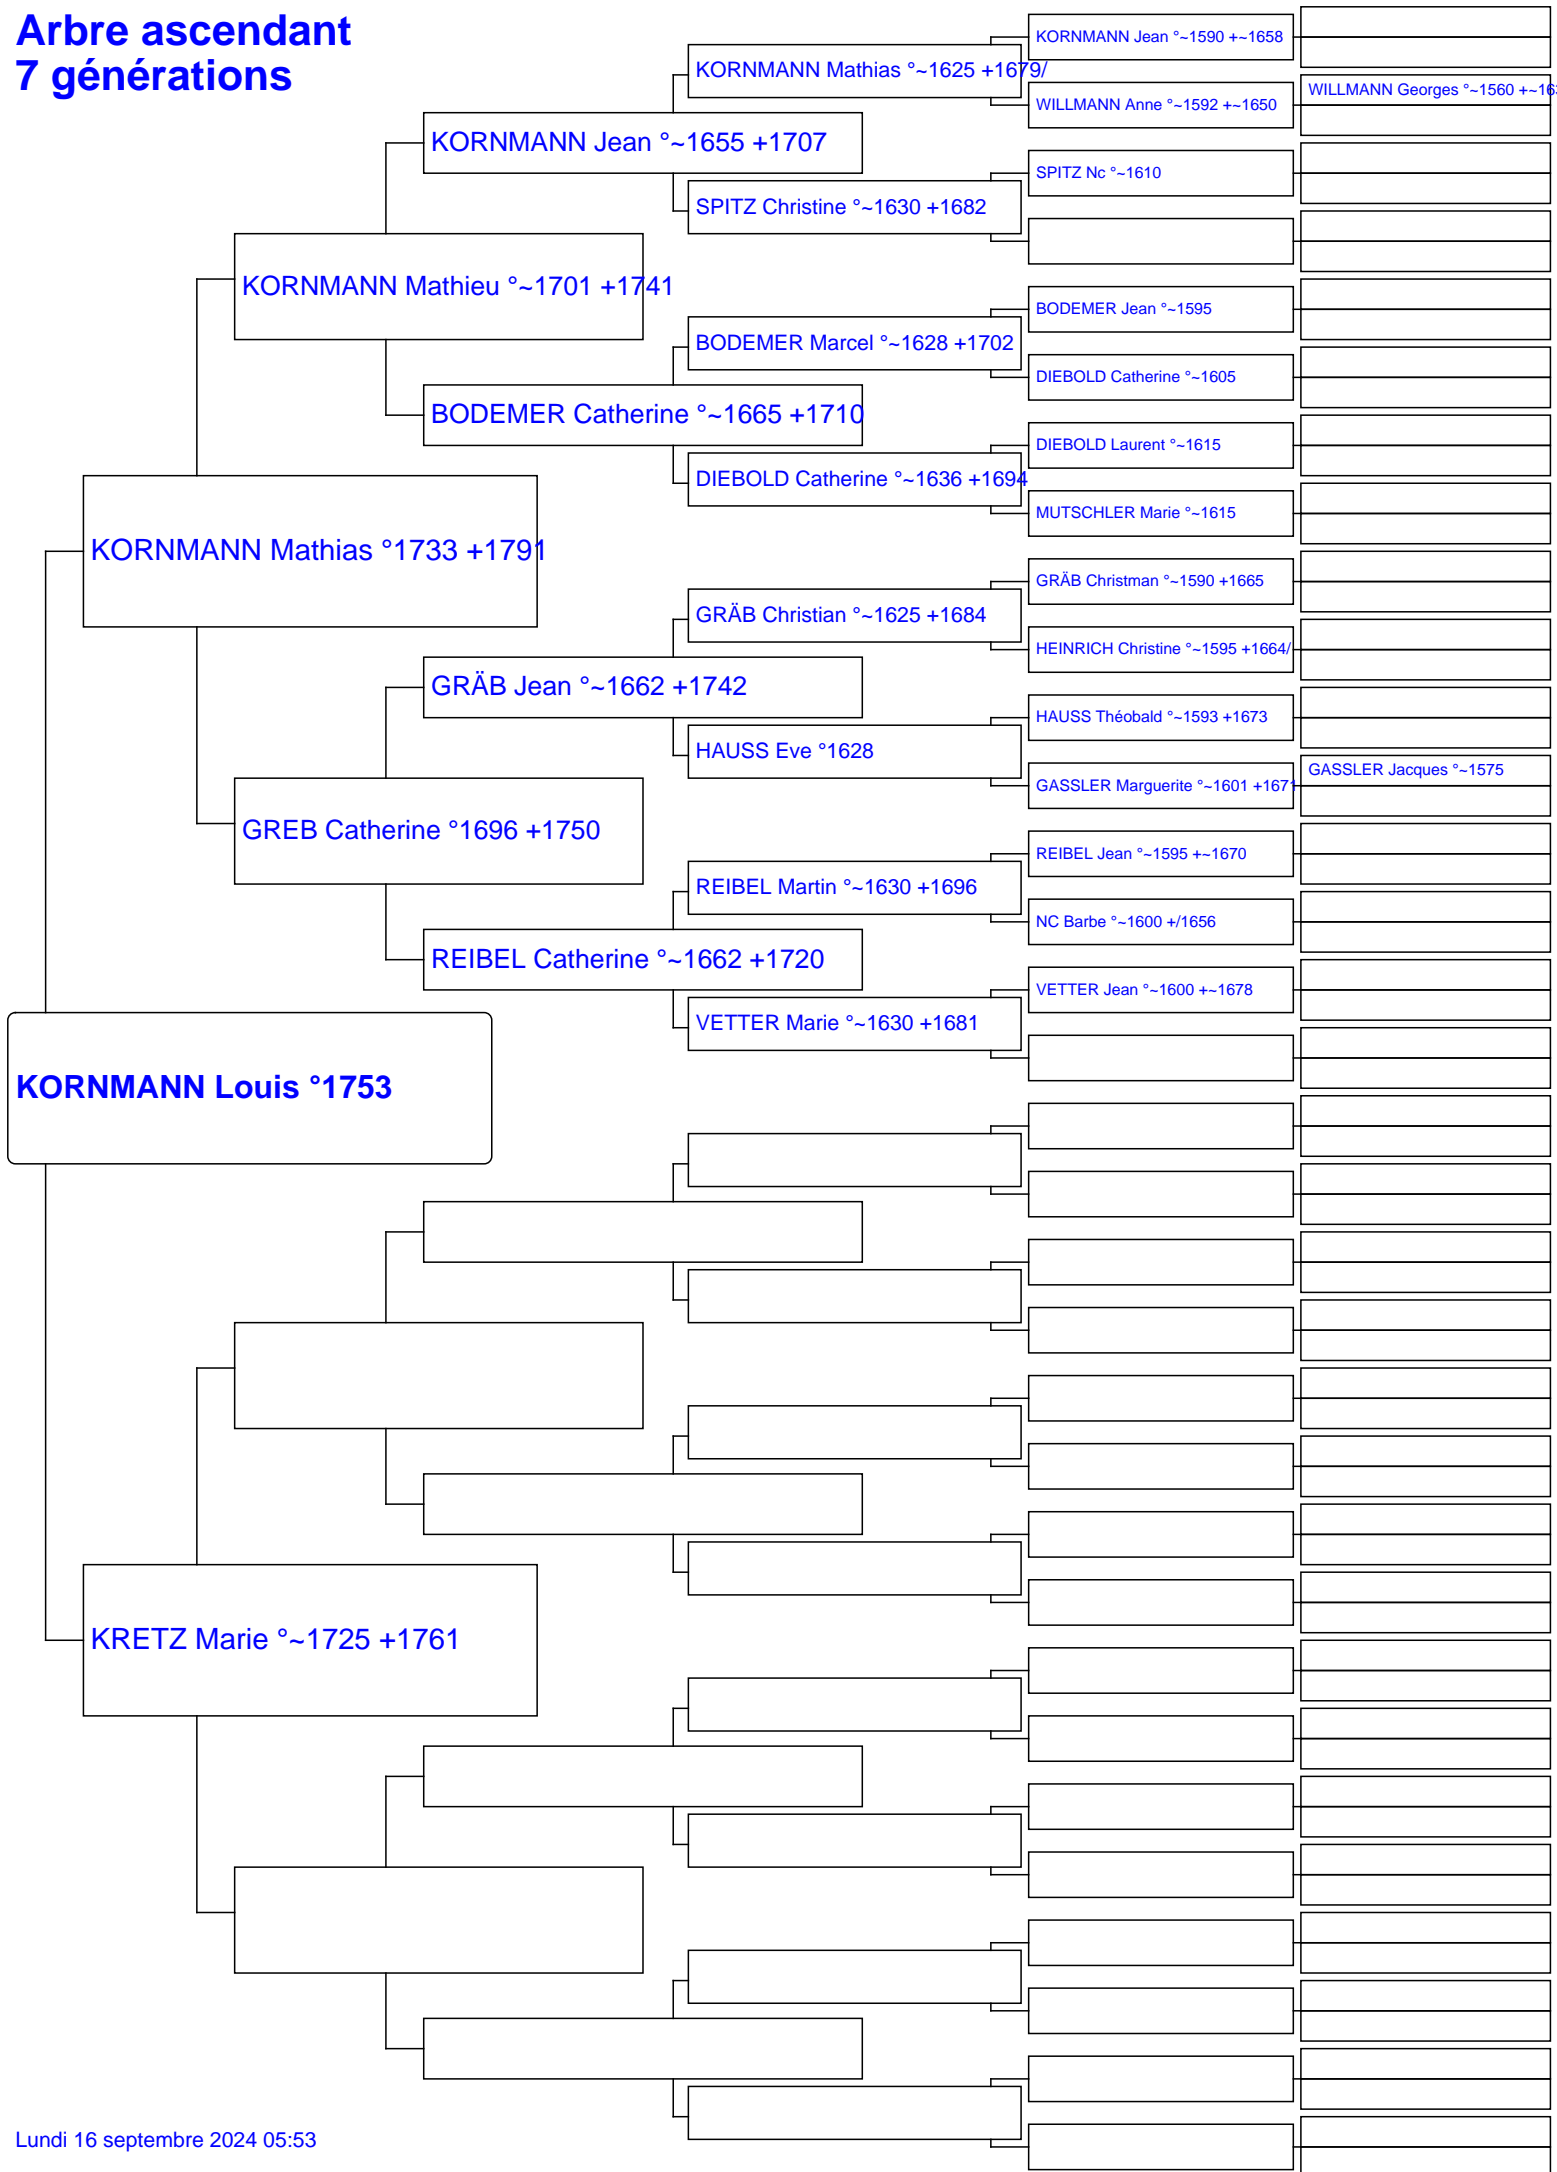 Arbre ascendant
7 générations
KORNMANN Jean °~1590 +~1658
KORNMANN Mathias °~1625 +1679/
WILLMANN Georges °~1560 +~163
WILLMANN Anne °~1592 +~1650
KORNMANN Jean °~1655 +1707
SPITZ Nc °~1610
SPITZ Christine °~1630 +1682
KORNMANN Mathieu °~1701 +1741
BODEMER Jean °~1595
BODEMER Marcel °~1628 +1702
DIEBOLD Catherine °~1605
BODEMER Catherine °~1665 +1710
DIEBOLD Laurent °~1615
DIEBOLD Catherine °~1636 +1694
MUTSCHLER Marie °~1615
KORNMANN Mathias °1733 +1791
GRÄB Christman °~1590 +1665
GRÄB Christian °~1625 +1684
HEINRICH Christine °~1595 +1664/
GRÄB Jean °~1662 +1742
HAUSS Théobald °~1593 +1673
HAUSS Eve °1628
GASSLER Jacques °~1575
GASSLER Marguerite °~1601 +1671
GREB Catherine °1696 +1750
REIBEL Jean °~1595 +~1670
REIBEL Martin °~1630 +1696
NC Barbe °~1600 +/1656
REIBEL Catherine °~1662 +1720
VETTER Jean °~1600 +~1678
VETTER Marie °~1630 +1681
KORNMANN Louis °1753
KRETZ Marie °~1725 +1761
Lundi 16 septembre 2024 05:53